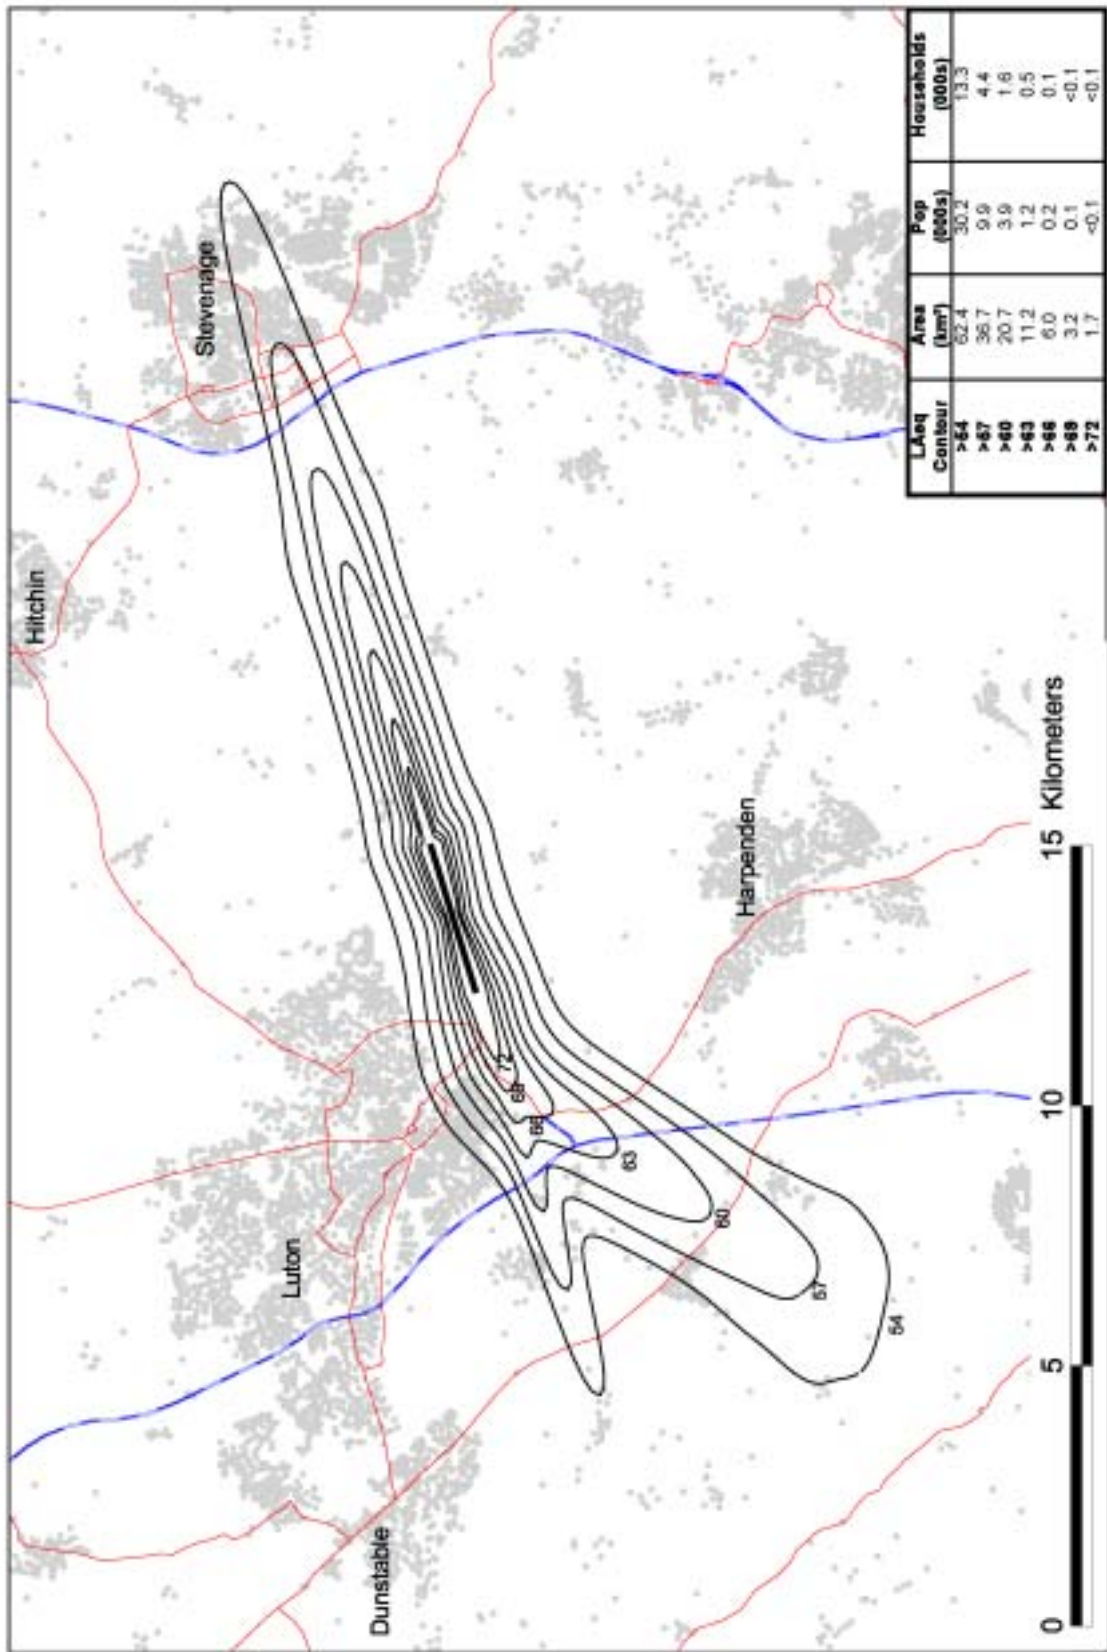 Hitchin
Stevenage
Luton
Dunstable
Harpenden
72
69
66
63
60
57
54
0 5 10 15 Kilometers
LAeq Contour Area (km²) Pop (000s) Households (000s)
>54 62.4 30.2 13.3
>57 36.7 9.9 4.4
>60 20.7 3.9 1.6
>63 11.2 1.2 0.5
>66 6.0 0.2 0.1
>69 3.2 0.1 <0.1
>72 1.7 <0.1 <0.1